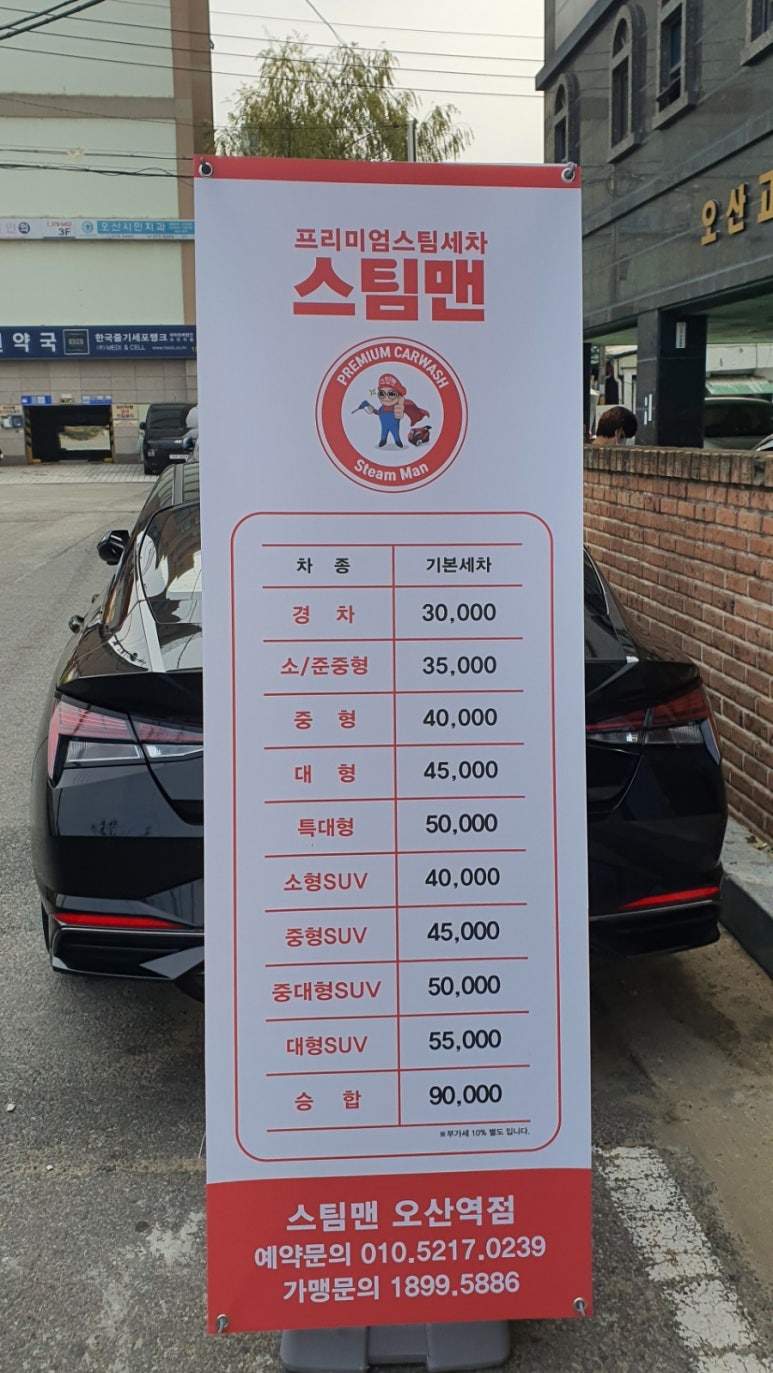 프리미엄스팀세차
스팀맨
PREMIUM CARWASH
스팀맨
Steam Man
차 종 기본세차
경 차 30,000
소/준중형 35,000
중 형 40,000
대 형 45,000
특대형 50,000
소형SUV 40,000
중형SUV 45,000
중대형SUV 50,000
대형SUV 55,000
승 합 90,000
※부가세 10% 별도 입니다.
스팀맨 오산역점
예약문의 010.5217.0239
가맹문의 1899.5886
3F
오산시민치과
약국
한국줄기세포뱅크
MEDI & CELL
오산